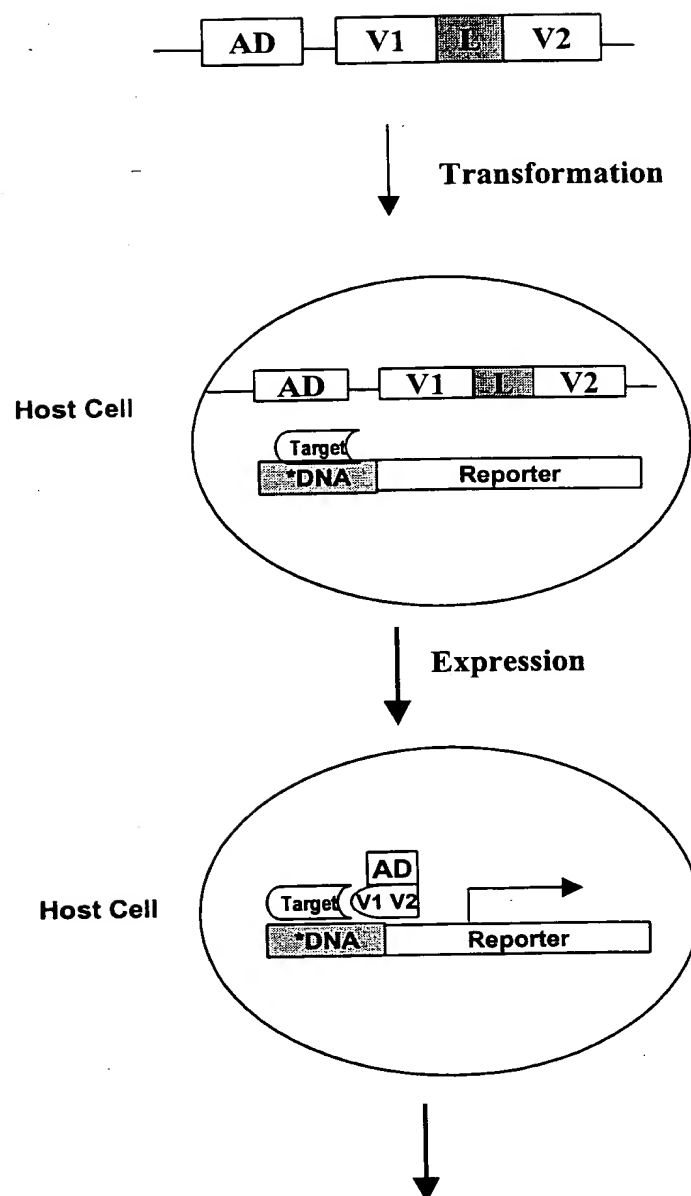 AD V1 L V2
Transformation
AD V1 L V2
Host Cell
Target
*DNA Reporter
Expression
AD
Host Cell
Target V1 V2
*DNA Reporter